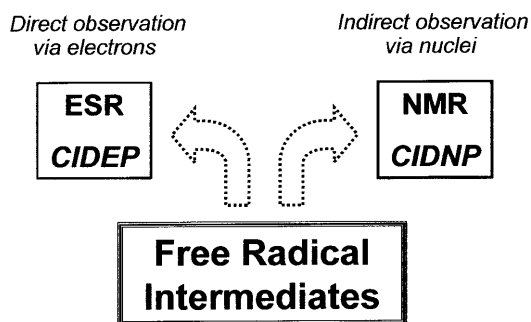 Direct observation
via electrons
Indirect observation
via nuclei
ESR
CIDEP
NMR
CIDNP
Free Radical
Intermediates